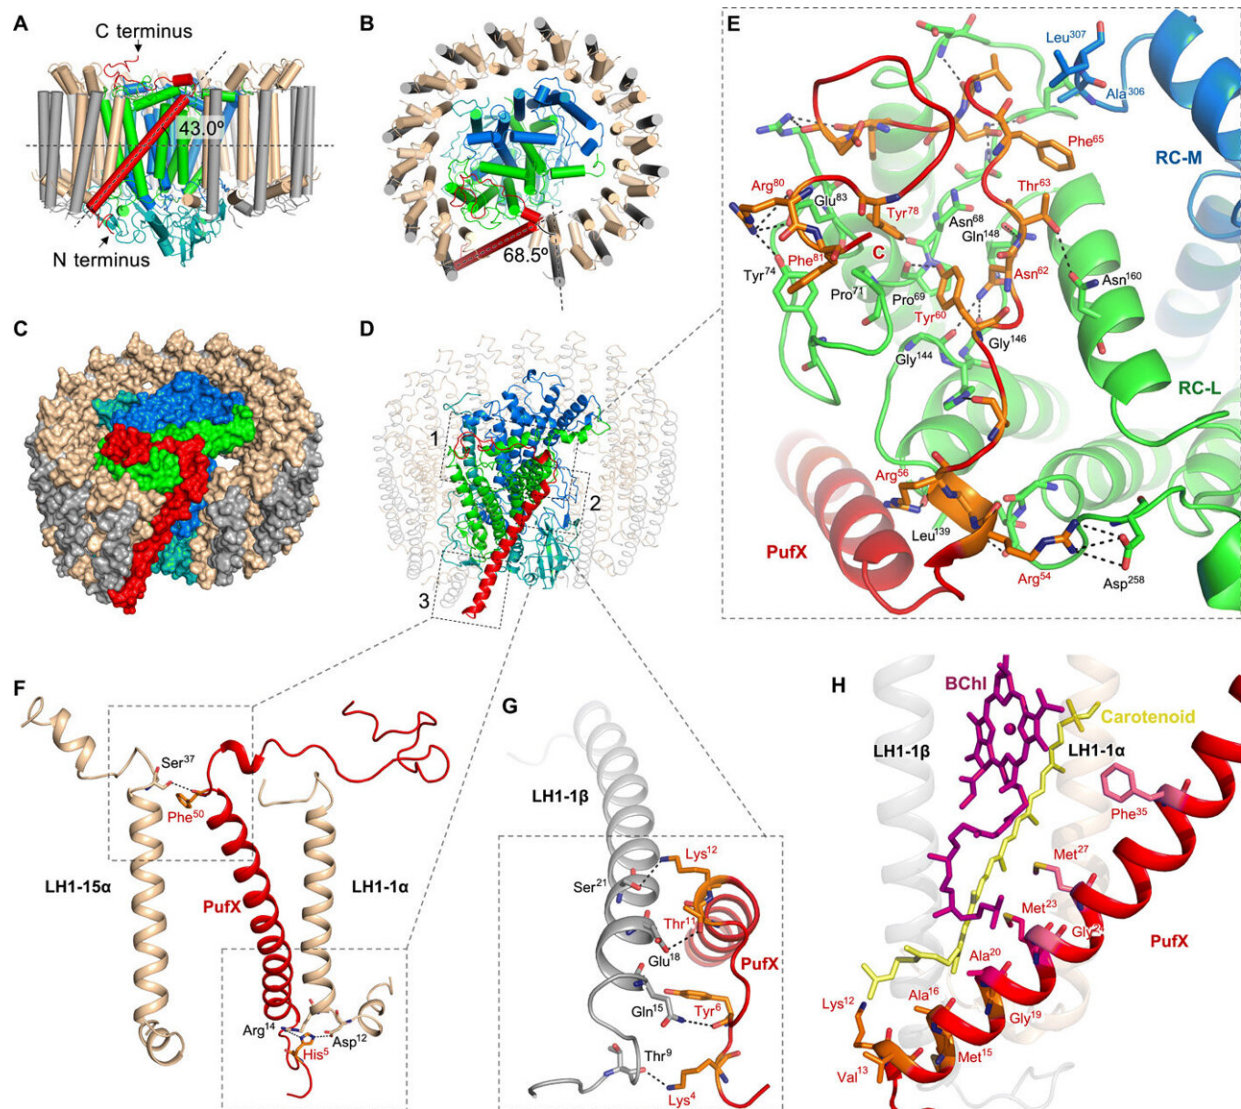 A
C terminus
43.0º
N terminus
B
68.5º
C
D
1
2
3
E
Leu307
Ala306
RC-M
Phe65
Thr63
Arg80
Glu83
Tyr78
Asn68
Gln148
Phe81
C
Asn62
Tyr74
Pro71
Pro69
Asn160
Tyr60
Gly146
Gly144
RC-L
Arg56
Leu139
PufX
Arg54
Asp258
F
Ser37
Phe50
LH1-15α
PufX
LH1-1α
Arg14
His5
Asp12
G
LH1-1β
Lys12
Ser21
Thr11
Glu18
PufX
Gln15
Tyr6
Thr9
Lys4
H
BChl
Carotenoid
LH1-1β
LH1-1α
Phe35
Met27
Met23
Gly24
PufX
Ala20
Lys12
Ala16
Gly19
Met15
Val13